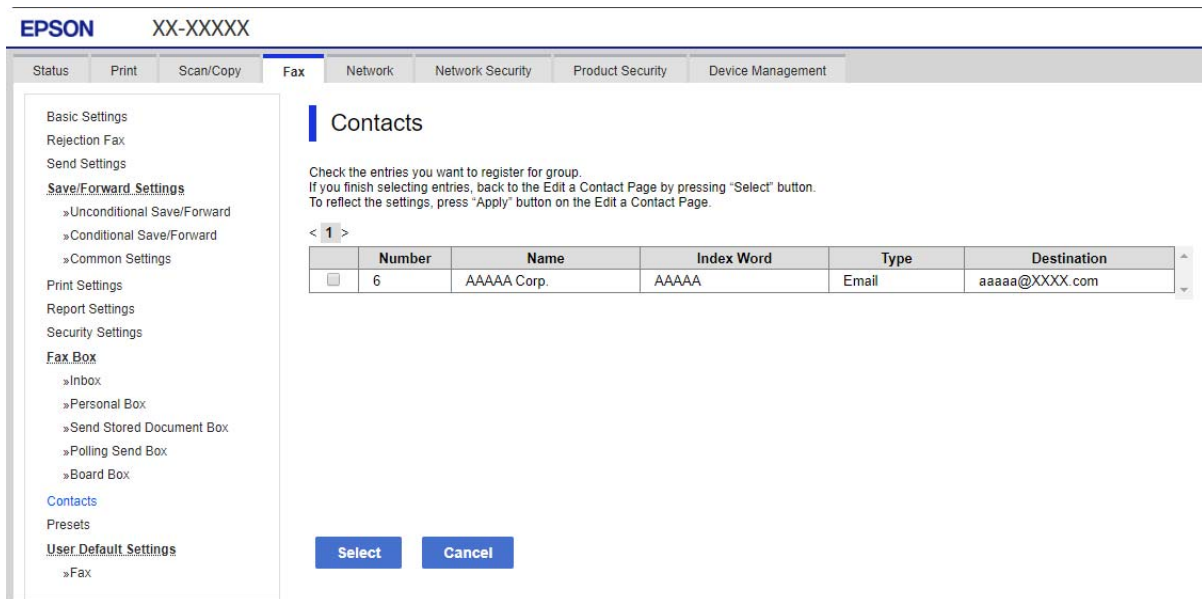 EPSON XX-XXXXX
Status Print Scan/Copy Fax Network Network Security Product Security Device Management
Basic Settings
Rejection Fax
Send Settings
Save/Forward Settings
»Unconditional Save/Forward
»Conditional Save/Forward
»Common Settings
Print Settings
Report Settings
Security Settings
Fax Box
»Inbox
»Personal Box
»Send Stored Document Box
»Polling Send Box
»Board Box
Contacts
Presets
User Default Settings
»Fax
Contacts
Check the entries you want to register for group.
If you finish selecting entries, back to the Edit a Contact Page by pressing “Select” button.
To reflect the settings, press “Apply” button on the Edit a Contact Page.
< 1 >
Number Name Index Word Type Destination
6 AAAAA Corp. AAAAA Email aaaaa@XXXX.com
Select Cancel